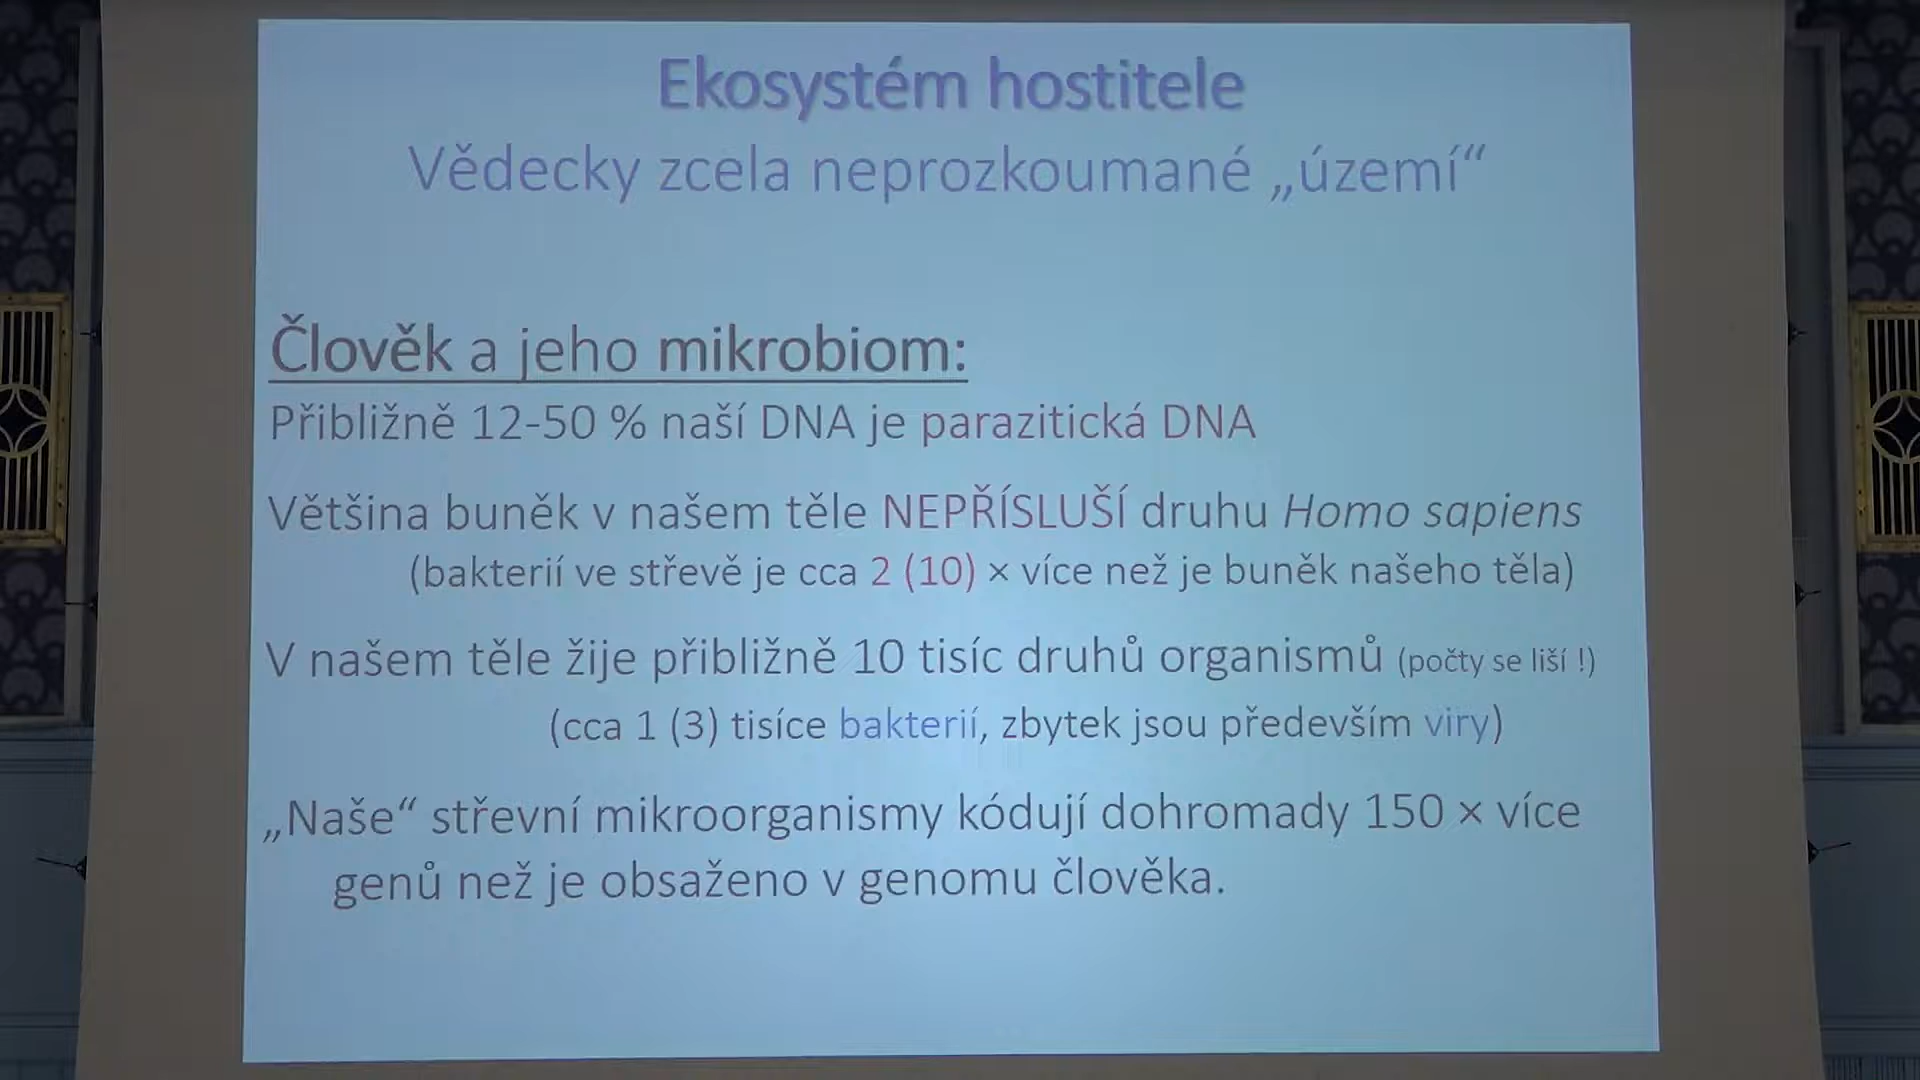 Ekosystém hostitele
Vědecky zcela neprozkoumané „území“
Člověk a jeho mikrobiom:
Přibližně 12-50 % naší DNA je parazitická DNA
Většina buněk v našem těle NEPŘÍSLUŠÍ druhu Homo sapiens
(bakterií ve střevě je cca 2 (10) × více než je buněk našeho těla)
V našem těle žije přibližně 10 tisíc druhů organismů (počty se liší !)
(cca 1 (3) tisíce bakterií, zbytek jsou především viry)
„Naše“ střevní mikroorganismy kódují dohromady 150 × více
genů než je obsaženo v genomu člověka.